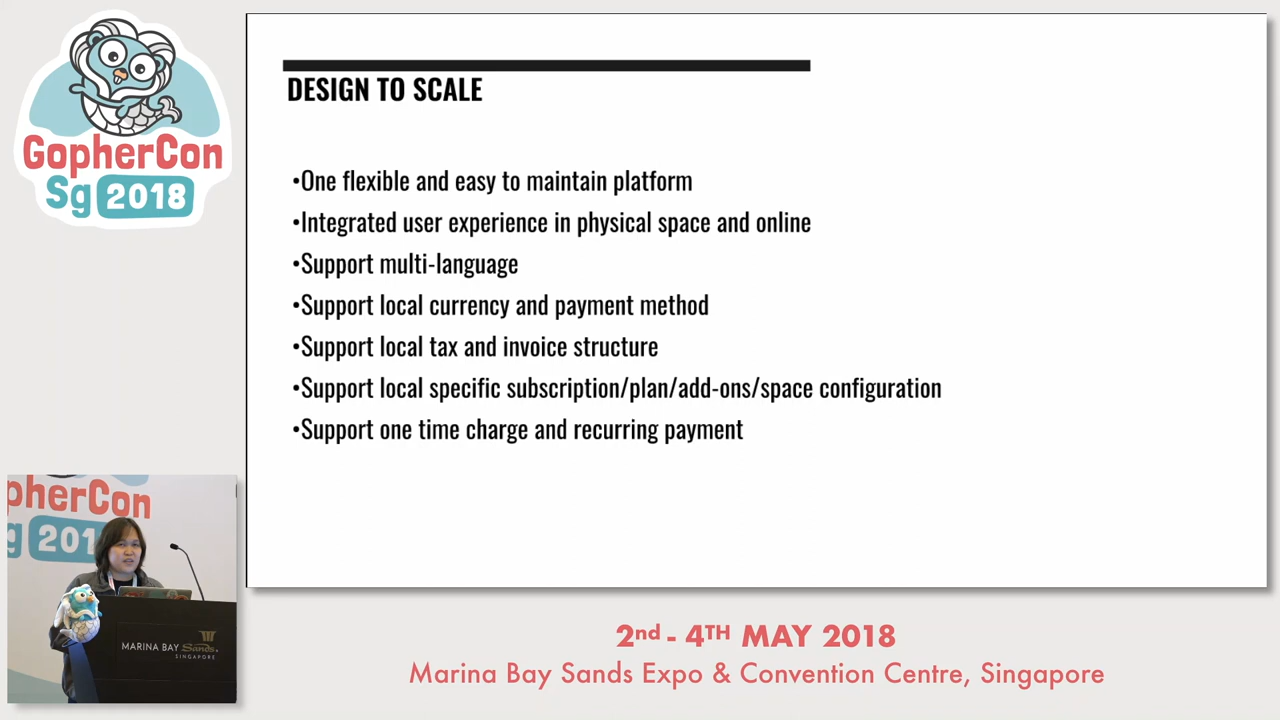 GopherCon
Sg 2018
DESIGN TO SCALE
•One flexible and easy to maintain platform
•Integrated user experience in physical space and online
•Support multi-language
•Support local currency and payment method
•Support local tax and invoice structure
•Support local specific subscription/plan/add-ons/space configuration
•Support one time charge and recurring payment
pherCon
g 201
MARINA BAY Sands.
SINGAPORE
2nd - 4TH MAY 2018
Marina Bay Sands Expo & Convention Centre, Singapore